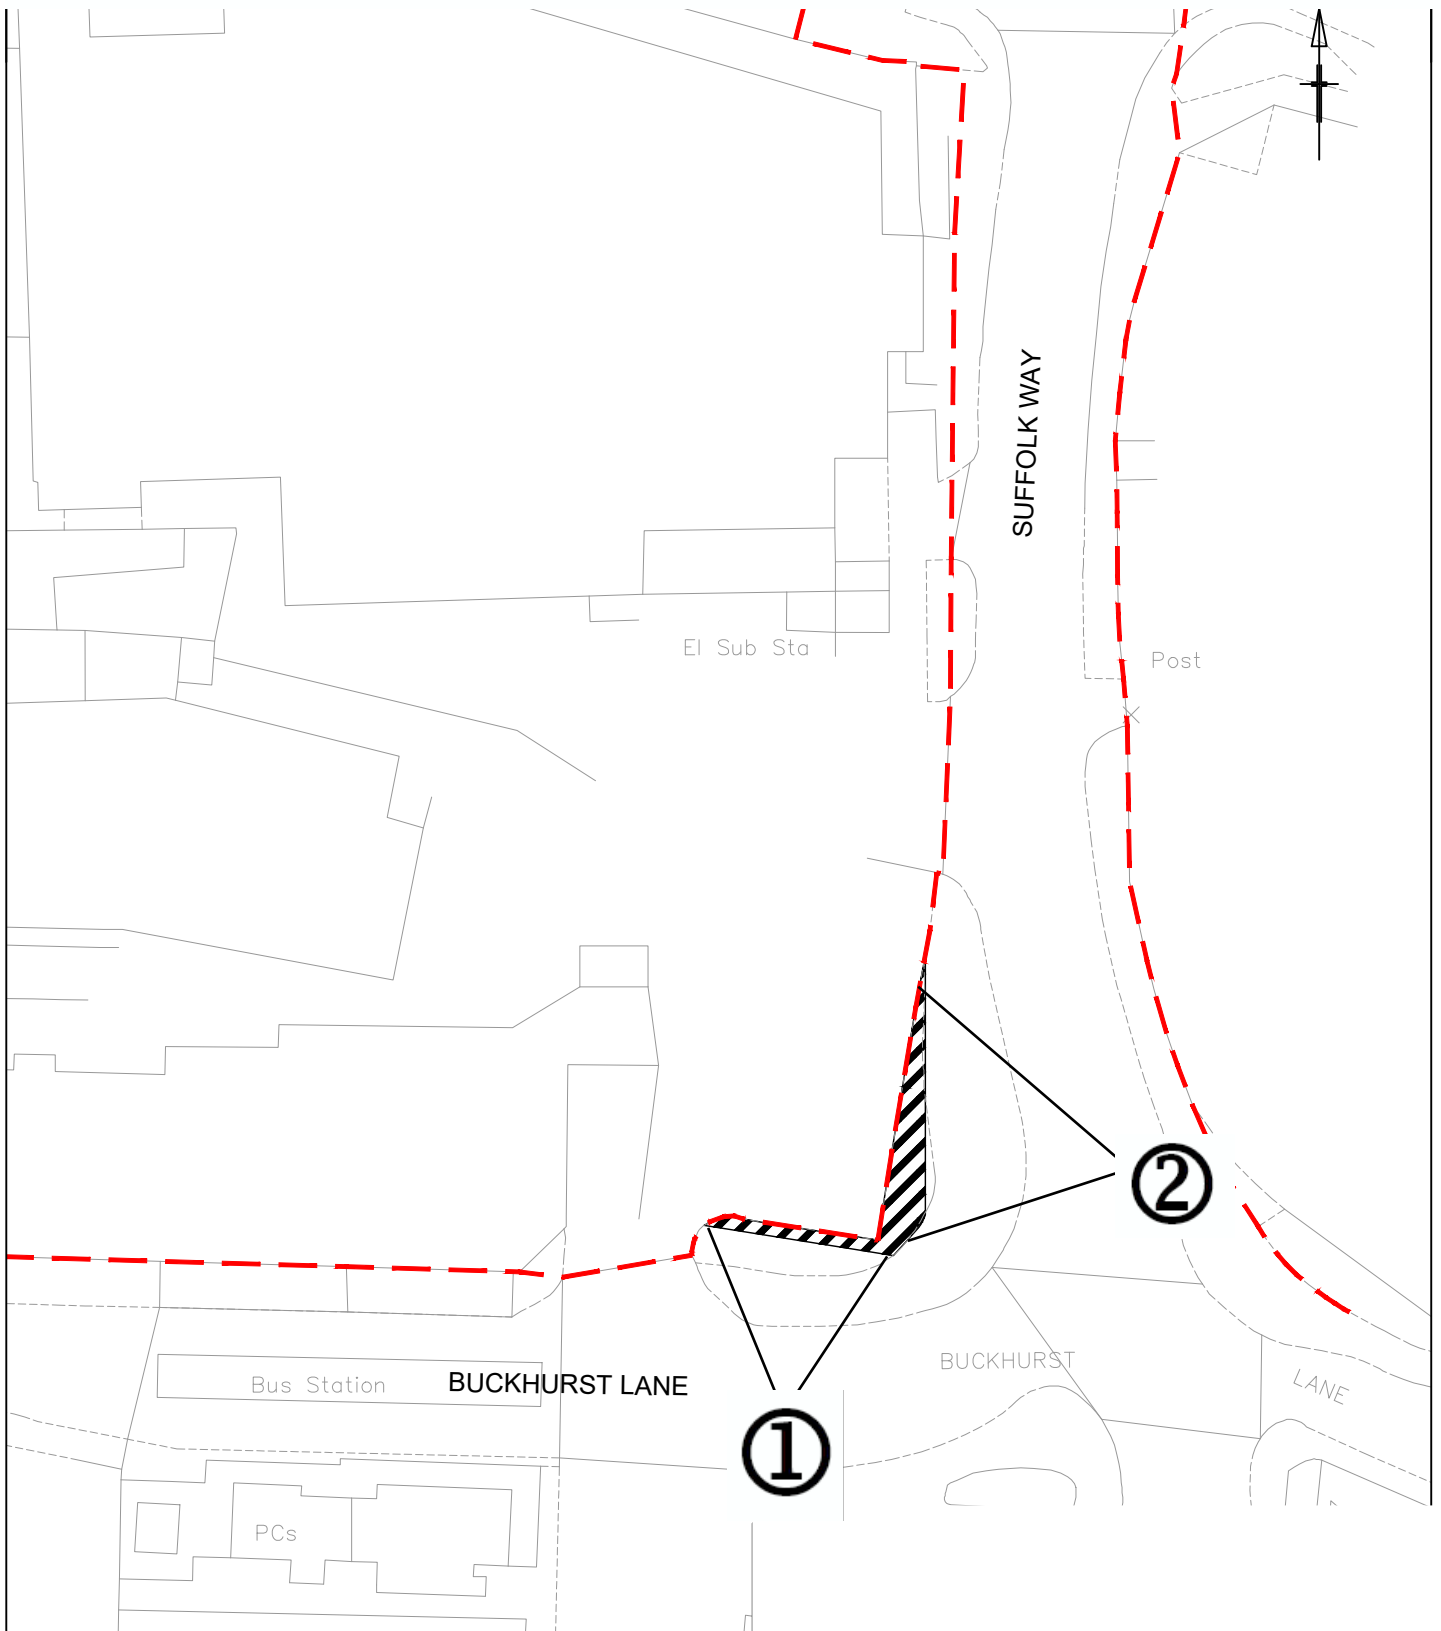 SUFFOLK WAY
El Sub Sta
Post
②
BUCKHURST
BUCKHURST LANE
Bus Station
LANE
①
PCs